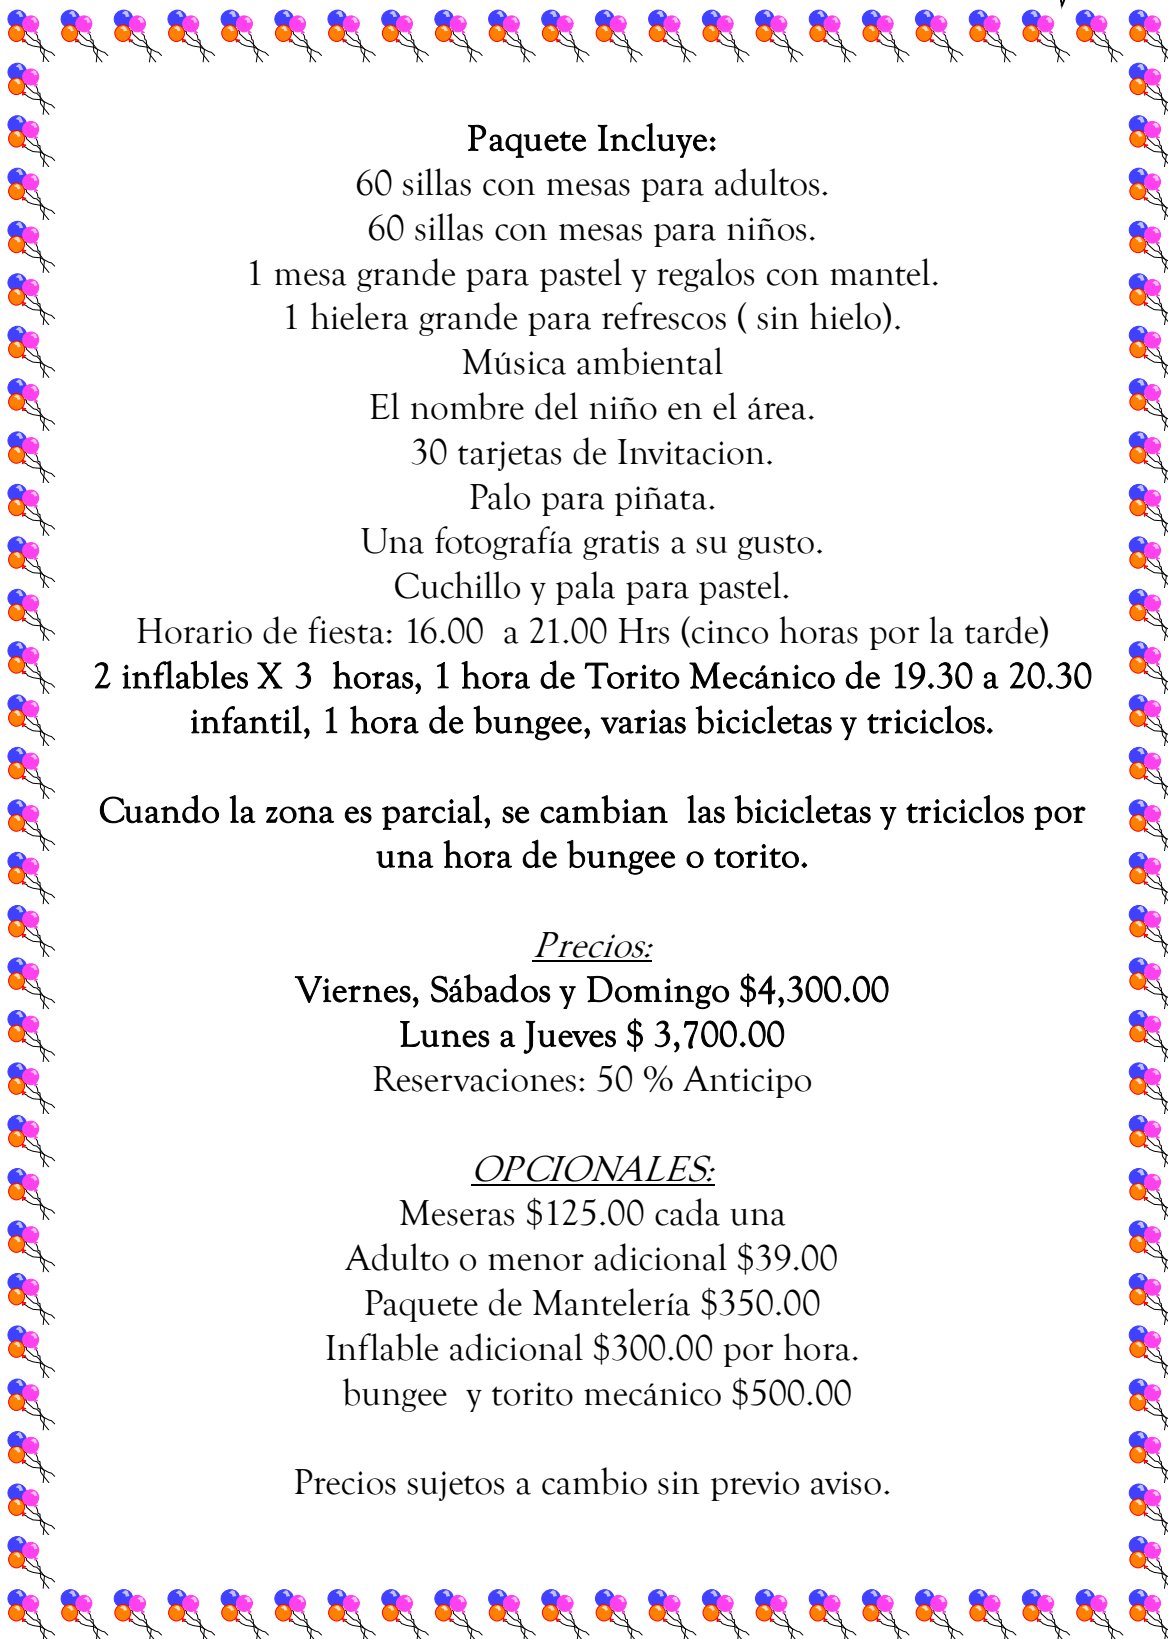 Paquete Incluye:
60 sillas con mesas para adultos.
60 sillas con mesas para niños.
1 mesa grande para pastel y regalos con mantel.
1 hielera grande para refrescos ( sin hielo).
Música ambiental
El nombre del niño en el área.
30 tarjetas de Invitacion.
Palo para piñata.
Una fotografía gratis a su gusto.
Cuchillo y pala para pastel.
Horario de fiesta: 16.00  a 21.00 Hrs (cinco horas por la tarde)
2 inflables X 3  horas, 1 hora de Torito Mecánico de 19.30 a 20.30
infantil, 1 hora de bungee, varias bicicletas y triciclos.
Cuando la zona es parcial, se cambian  las bicicletas y triciclos por
una hora de bungee o torito.
Precios:
Viernes, Sábados y Domingo $4,300.00
Lunes a Jueves $ 3,700.00
Reservaciones: 50 % Anticipo
OPCIONALES:
Meseras $125.00 cada una
Adulto o menor adicional $39.00
Paquete de Mantelería $350.00
Inflable adicional $300.00 por hora.
bungee  y torito mecánico $500.00
Precios sujetos a cambio sin previo aviso.